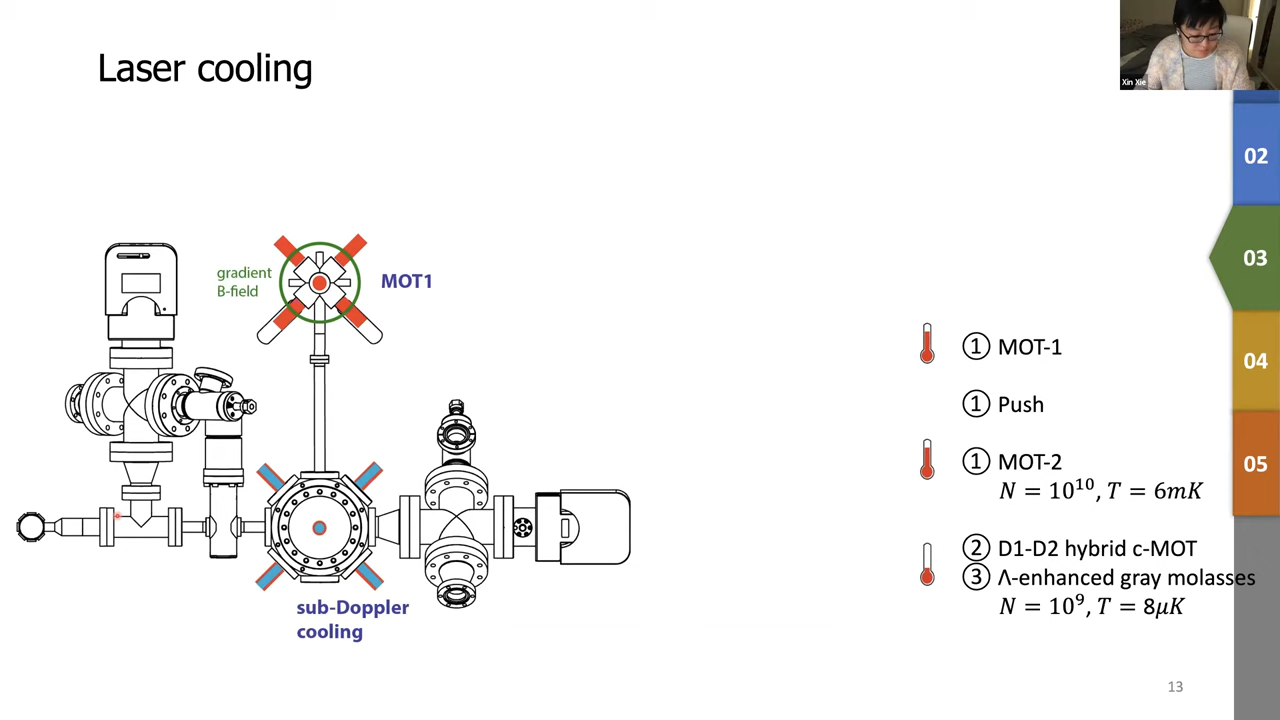 Laser cooling
Xin Xie
02
03
04
05
gradient
B-field
MOT1
sub-Doppler
cooling
① MOT-1
① Push
① MOT-2
N = 10¹⁰, T = 6mK
② D1-D2 hybrid c-MOT
③ Λ-enhanced gray molasses
N = 10⁹, T = 8μK
13